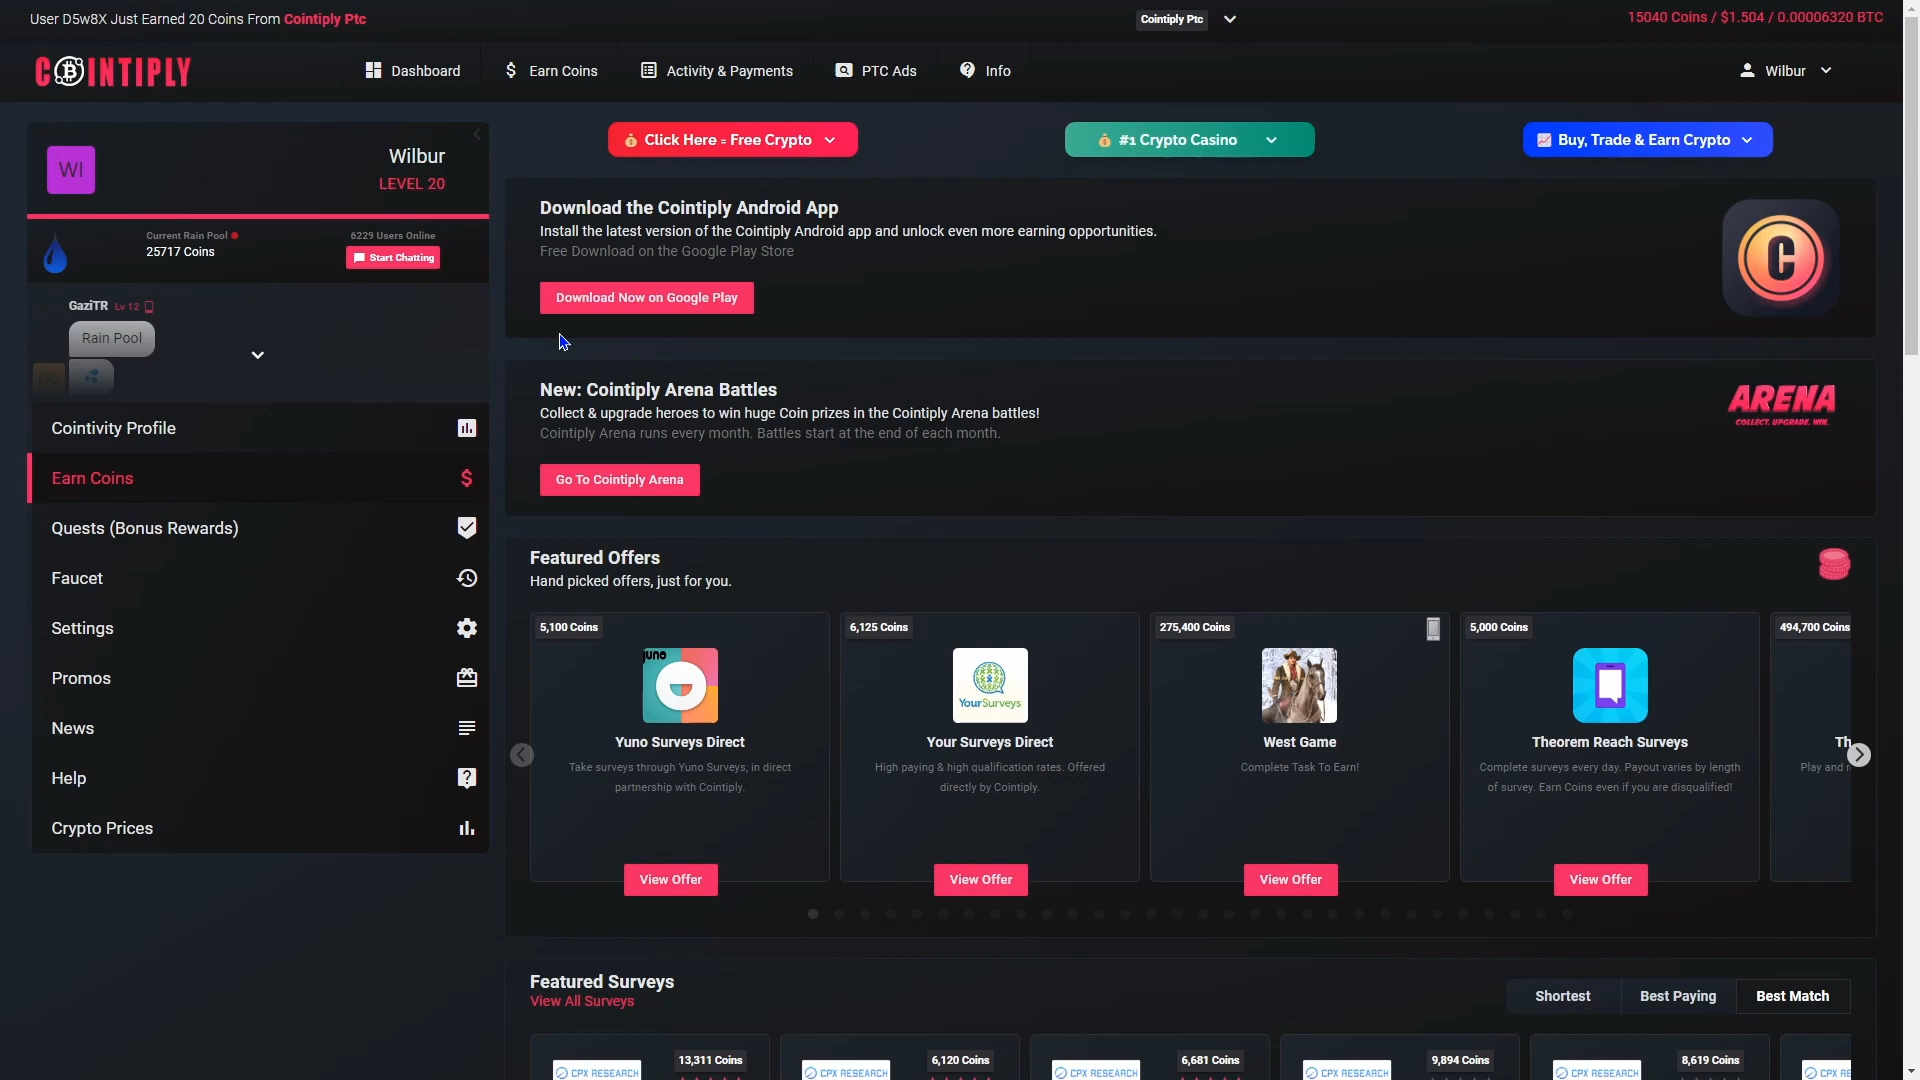 User D5w8X Just Earned 20 Coins From Cointiply Ptc
Cointiply Ptc
15040 Coins / $1.504 / 0.00006320 BTC
COINTIPLY
Dashboard
Earn Coins
Activity & Payments
PTC Ads
Info
Wilbur
WI
Wilbur
LEVEL 20
Current Rain Pool
25717 Coins
6229 Users Online
Start Chatting
GaziTR Lv 12
Rain Pool
Cointivity Profile
Earn Coins
Quests (Bonus Rewards)
Faucet
Settings
Promos
News
Help
Crypto Prices
Click Here = Free Crypto
#1 Crypto Casino
Buy, Trade & Earn Crypto
Download the Cointiply Android App
Install the latest version of the Cointiply Android app and unlock even more earning opportunities.
Free Download on the Google Play Store
Download Now on Google Play
New: Cointiply Arena Battles
Collect & upgrade heroes to win huge Coin prizes in the Cointiply Arena battles!
Cointiply Arena runs every month. Battles start at the end of each month.
Go To Cointiply Arena
ARENA
COLLECT. UPGRADE. WIN.
Featured Offers
Hand picked offers, just for you.
5,100 Coins
yuno
Yuno Surveys Direct
Take surveys through Yuno Surveys, in direct
partnership with Cointiply.
View Offer
6,125 Coins
YourSurveys
Your Surveys Direct
High paying & high qualification rates. Offered
directly by Cointiply.
View Offer
275,400 Coins
West Game
Complete Task To Earn!
View Offer
5,000 Coins
Theorem Reach Surveys
Complete surveys every day. Payout varies by length
of survey. Earn Coins even if you are disqualified!
View Offer
494,700 Coins
Th
Play and r
Featured Surveys
View All Surveys
Shortest
Best Paying
Best Match
CPX RESEARCH
13,311 Coins
CPX RESEARCH
6,120 Coins
CPX RESEARCH
6,681 Coins
CPX RESEARCH
9,894 Coins
CPX RESEARCH
8,619 Coins
CPX RE